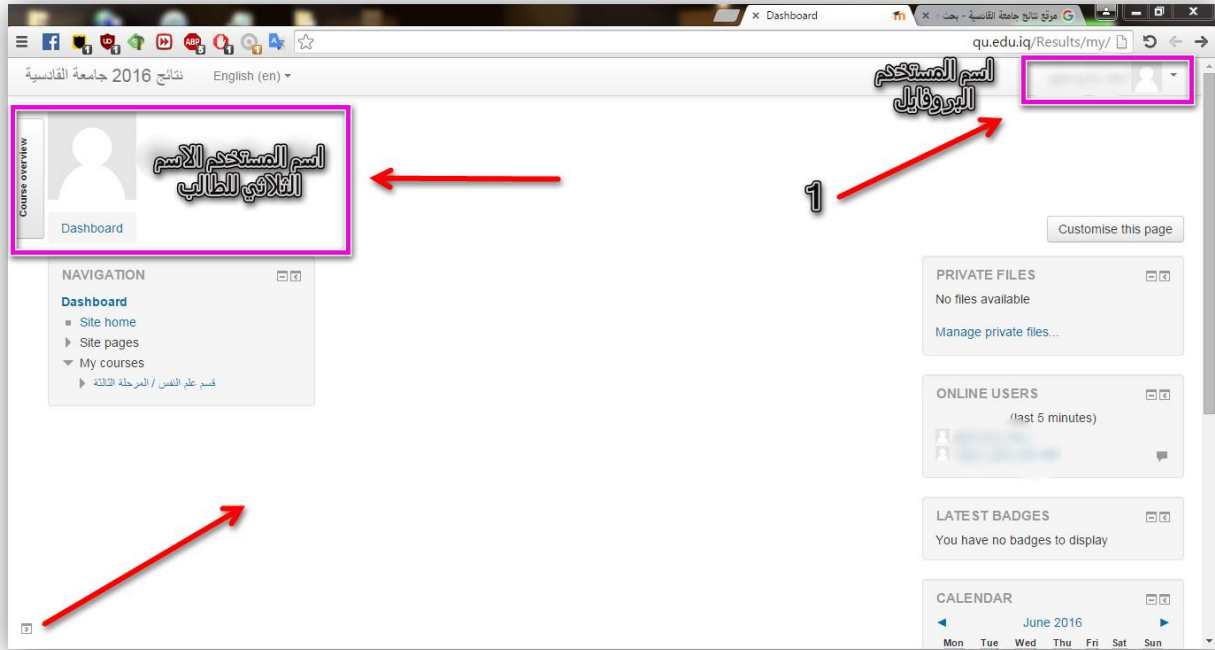 Dashboard
موقع نتائج جامعة القادسية - بحث
qu.edu.iq/Results/my/
نتائج 2016 جامعة القادسية
English (en)
اسم المستخدم
البروفايل
Course overview
اسم المستخدم الاسم
الثلاثي للطالب
1
Dashboard
Customise this page
NAVIGATION
Dashboard
Site home
Site pages
My courses
قسم علم النفس / المرحلة الثالثة
PRIVATE FILES
No files available
Manage private files...
ONLINE USERS
(last 5 minutes)
LATEST BADGES
You have no badges to display
CALENDAR
June 2016
Mon Tue Wed Thu Fri Sat Sun